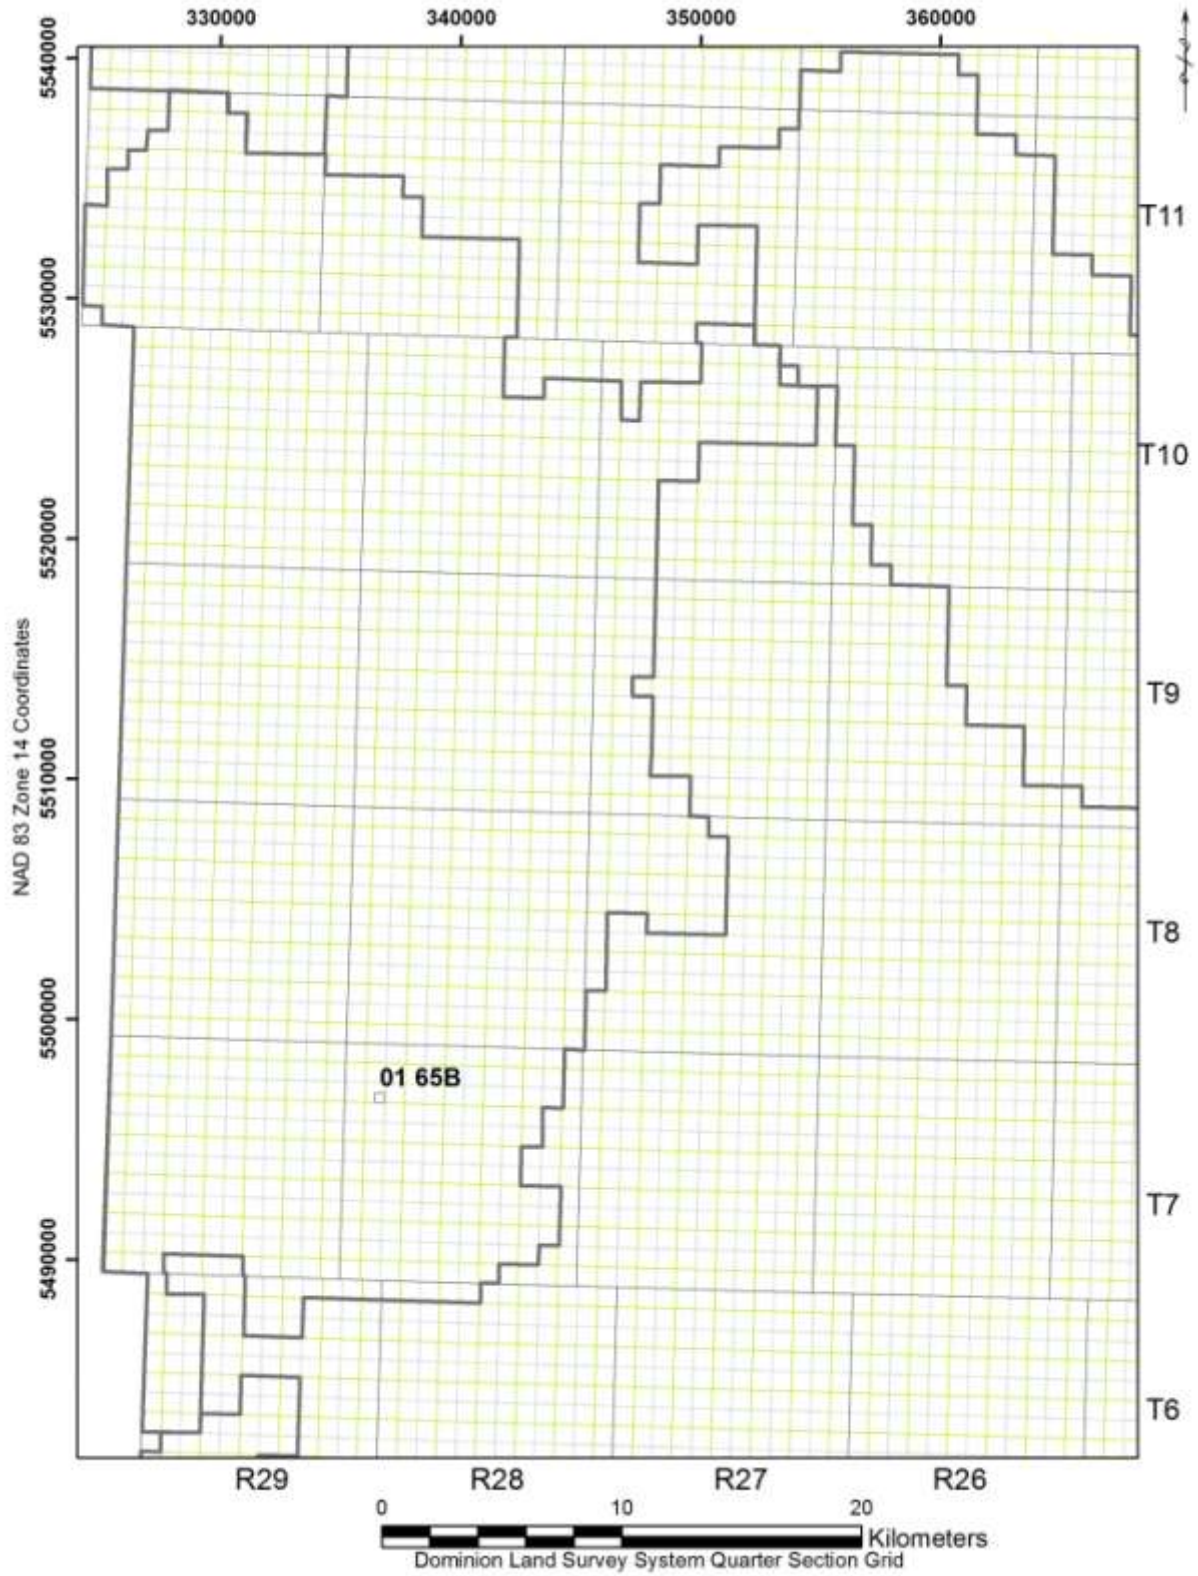 330000 340000 350000 360000
5540000
T11
5530000
T10
5520000
NAD 83 Zone 14 Coordinates
T9
5510000
T8
5500000
01 65B
T7
5490000
T6
R29 R28 R27 R26
0 10 20
Kilometers
Dominion Land Survey System Quarter Section Grid